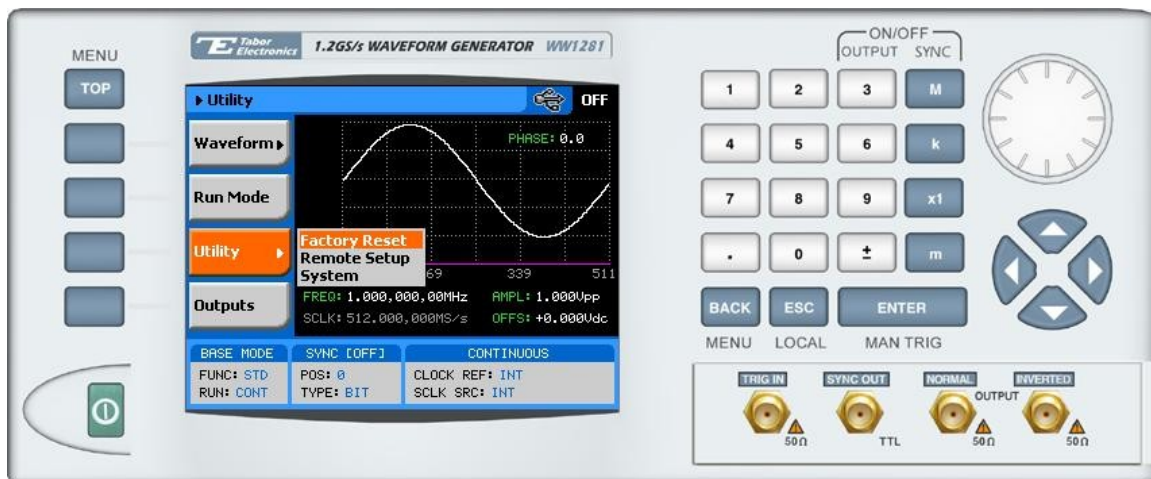 MENU
TOP
Tabor
Electronics
1.2GS/s WAVEFORM GENERATOR WW1281
Utility
OFF
Waveform
Run Mode
Utility
Outputs
PHASE: 0.0
Factory Reset
Remote Setup
System
69 339 511
FREQ: 1.000,000,00MHz AMPL: 1.000Vpp
SCLK: 512.000,000MS/s OFFS: +0.000Vdc
BASE MODE
FUNC: STD
RUN: CONT
SYNC [OFF]
POS: 0
TYPE: BIT
CONTINUOUS
CLOCK REF: INT
SCLK SRC: INT
ON/OFF
OUTPUT SYNC
1 2 3 M
4 5 6 k
7 8 9 x1
. 0 ± m
BACK ESC ENTER
MENU LOCAL MAN TRIG
TRIG IN SYNC OUT NORMAL INVERTED
OUTPUT
50Ω TTL 50Ω 50Ω